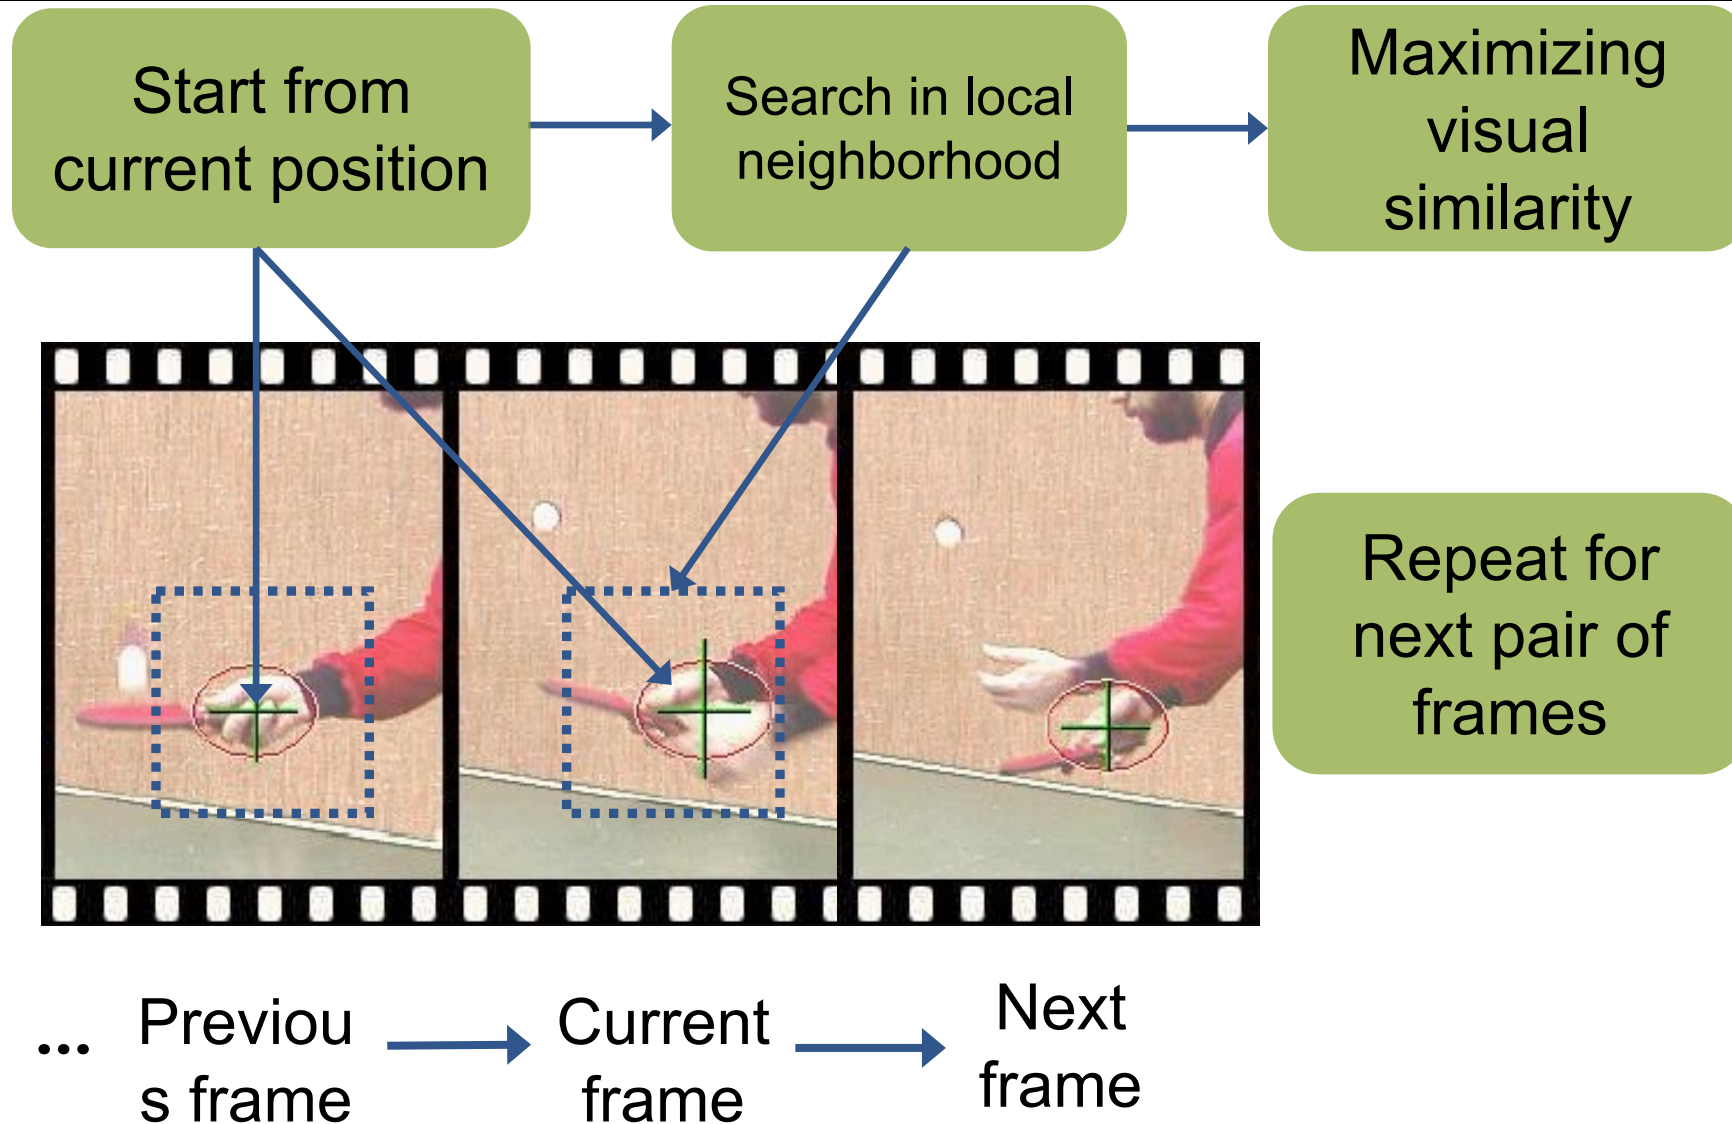 Start from
current position
Search in local
neighborhood
Maximizing
visual
similarity
Repeat for
next pair of
frames
... Previou
s frame
Current
frame
Next
frame